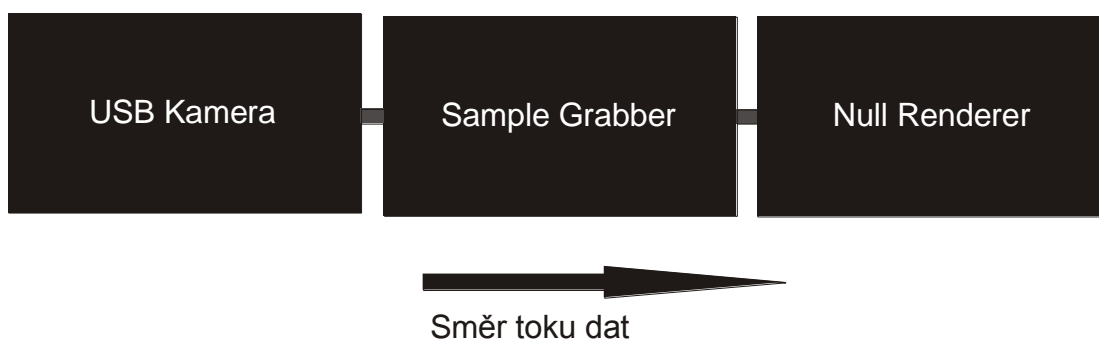 USB Kamera
Sample Grabber
Null Renderer
Směr toku dat